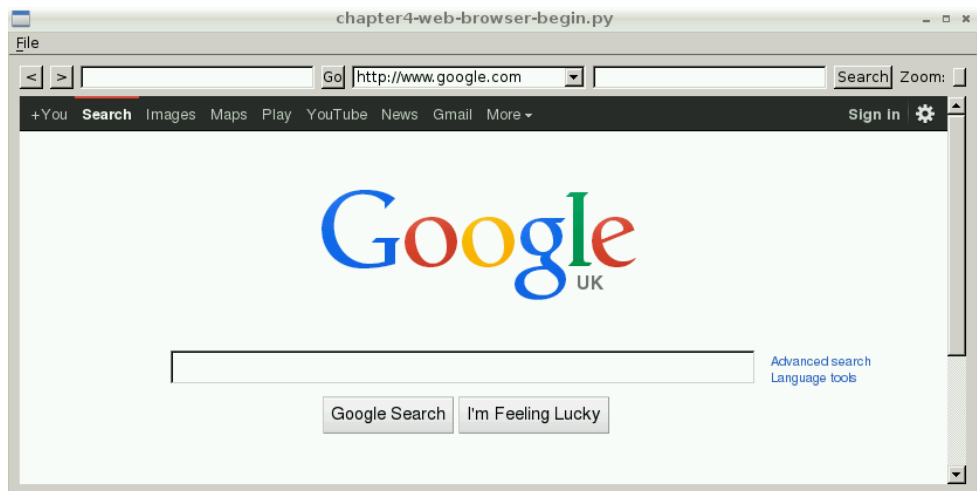 chapter4-web-browser-begin.py
File
< > Go http://www.google.com Search Zoom:
+You Search Images Maps Play YouTube News Gmail More Sign in
Google
UK
Advanced search
Language tools
Google Search I'm Feeling Lucky